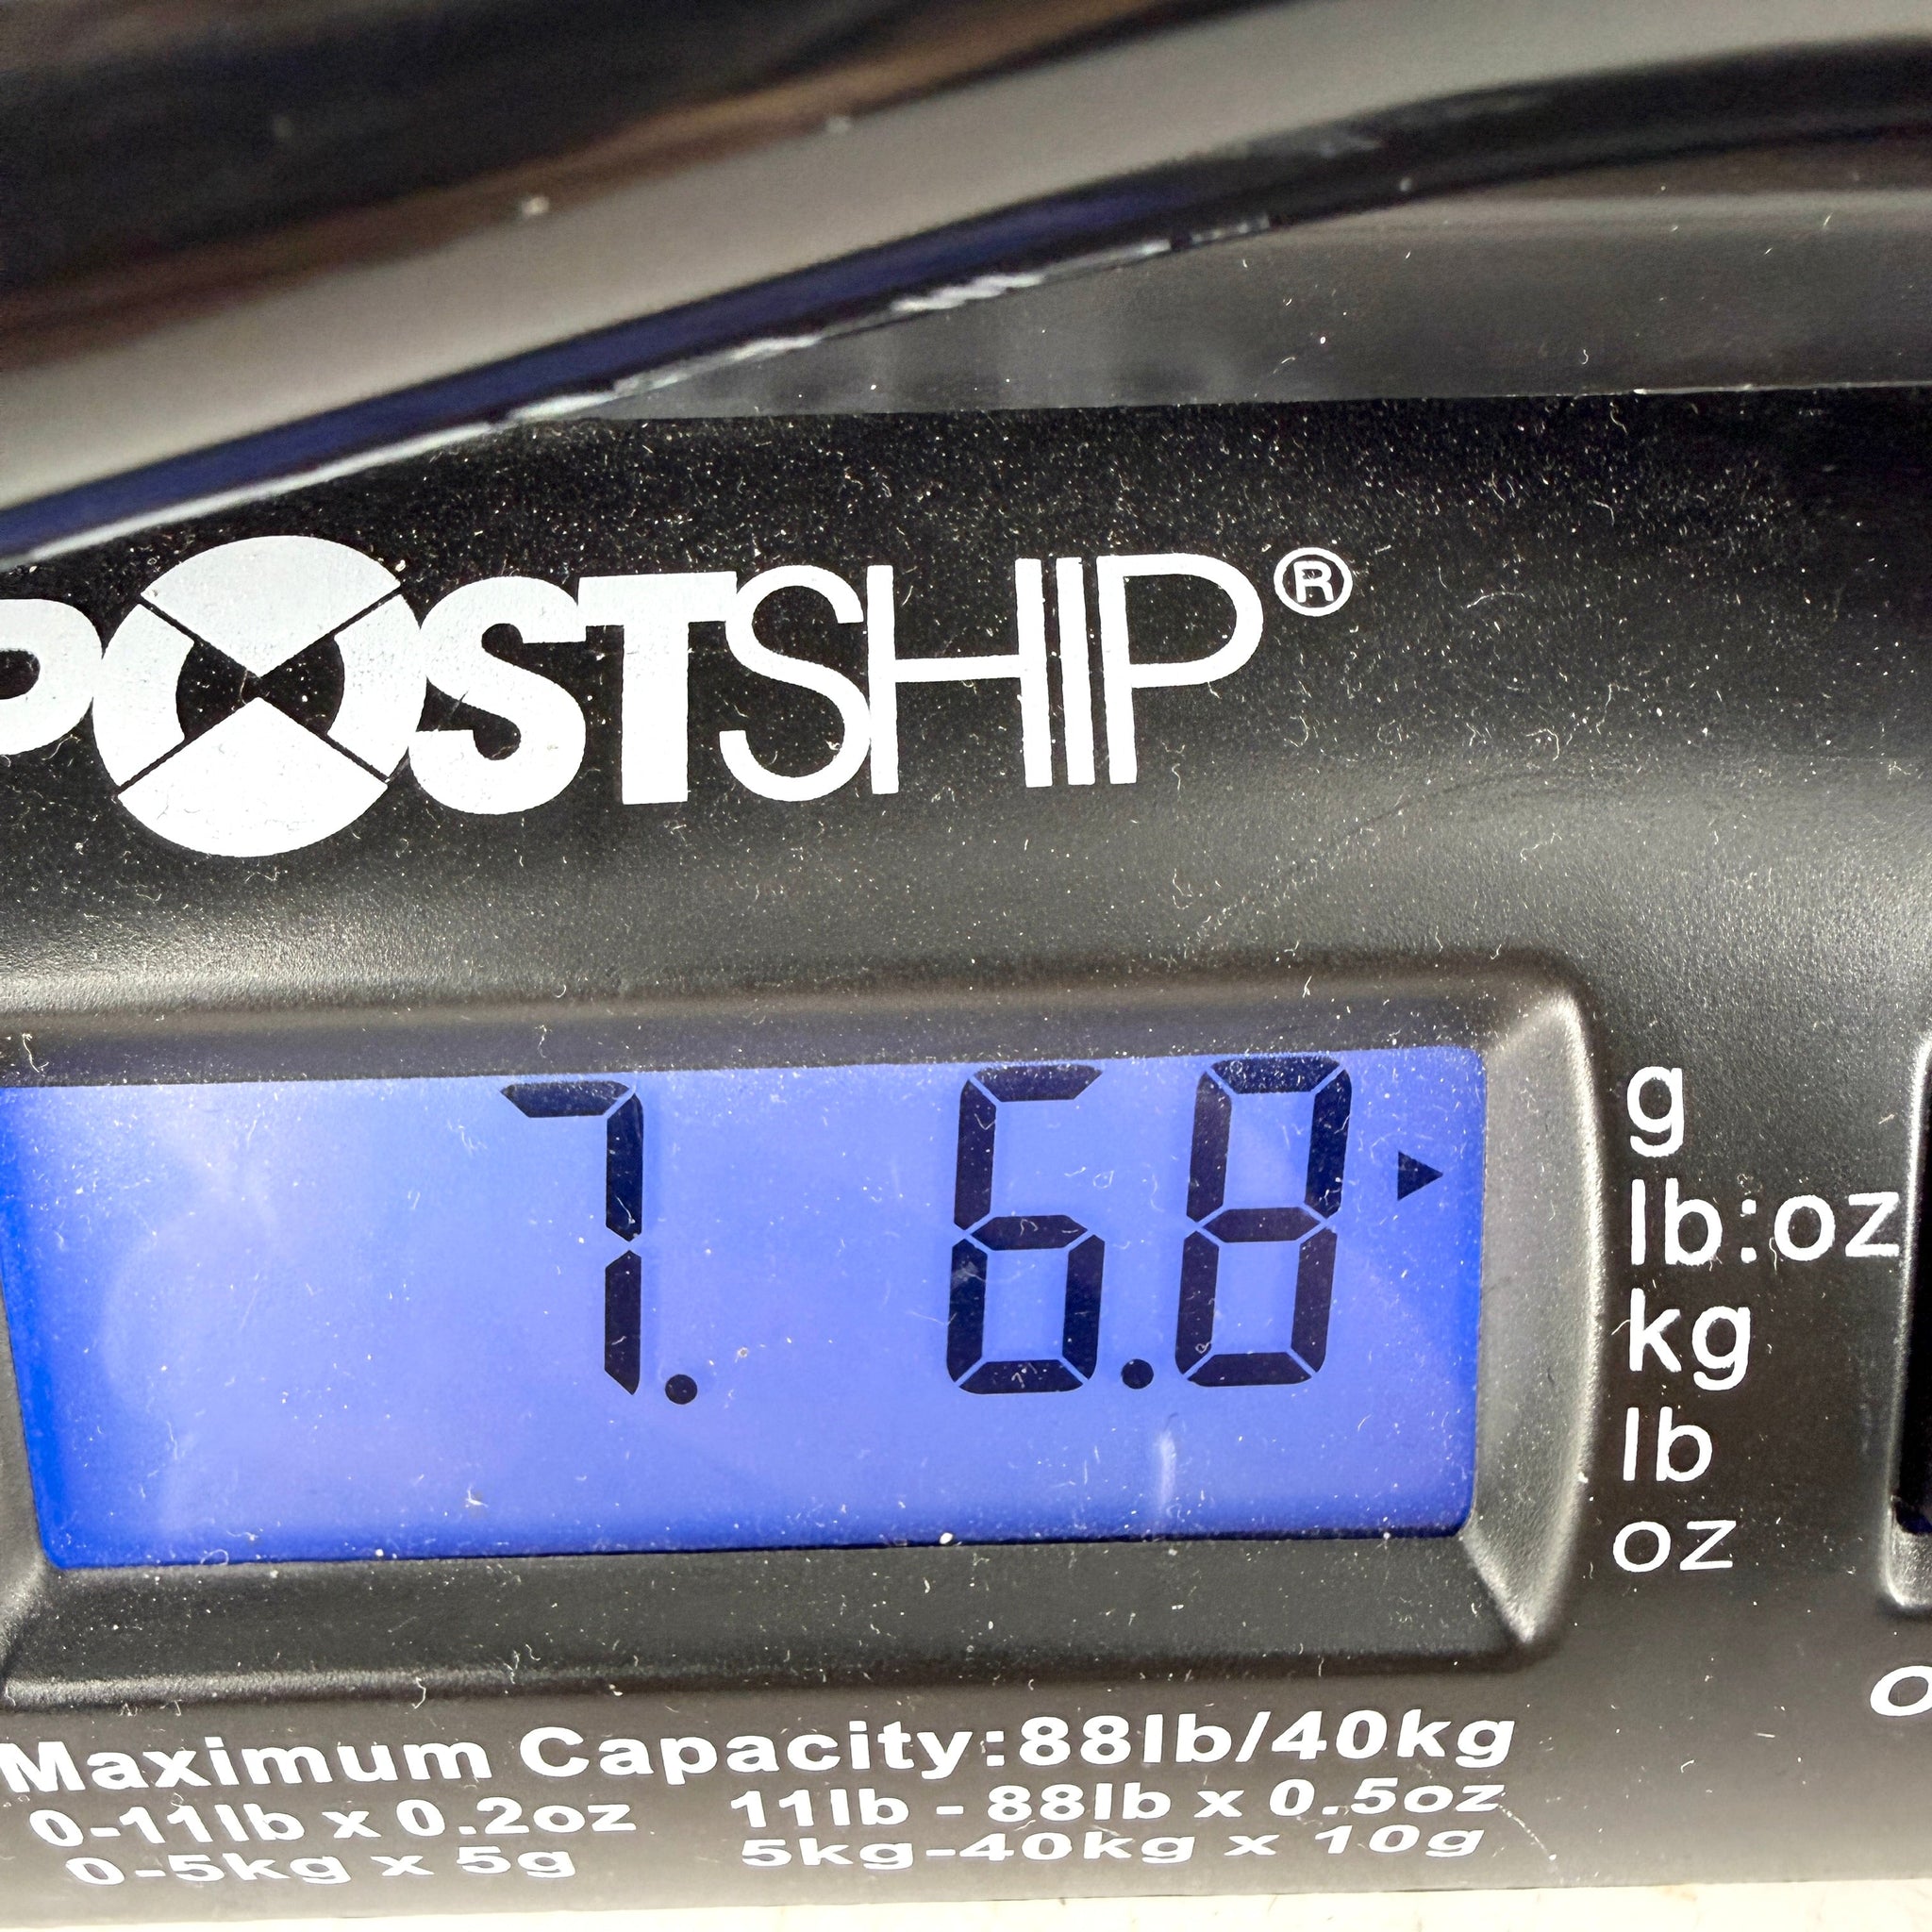 POSTSHIP®
7. 6.8
g
lb:oz
kg
lb
oz
Maximum Capacity:88lb/40kg
0-11lb x 0.2oz 11lb - 88lb x 0.5oz
0-5kg x 5g 5kg-40kg x 10g